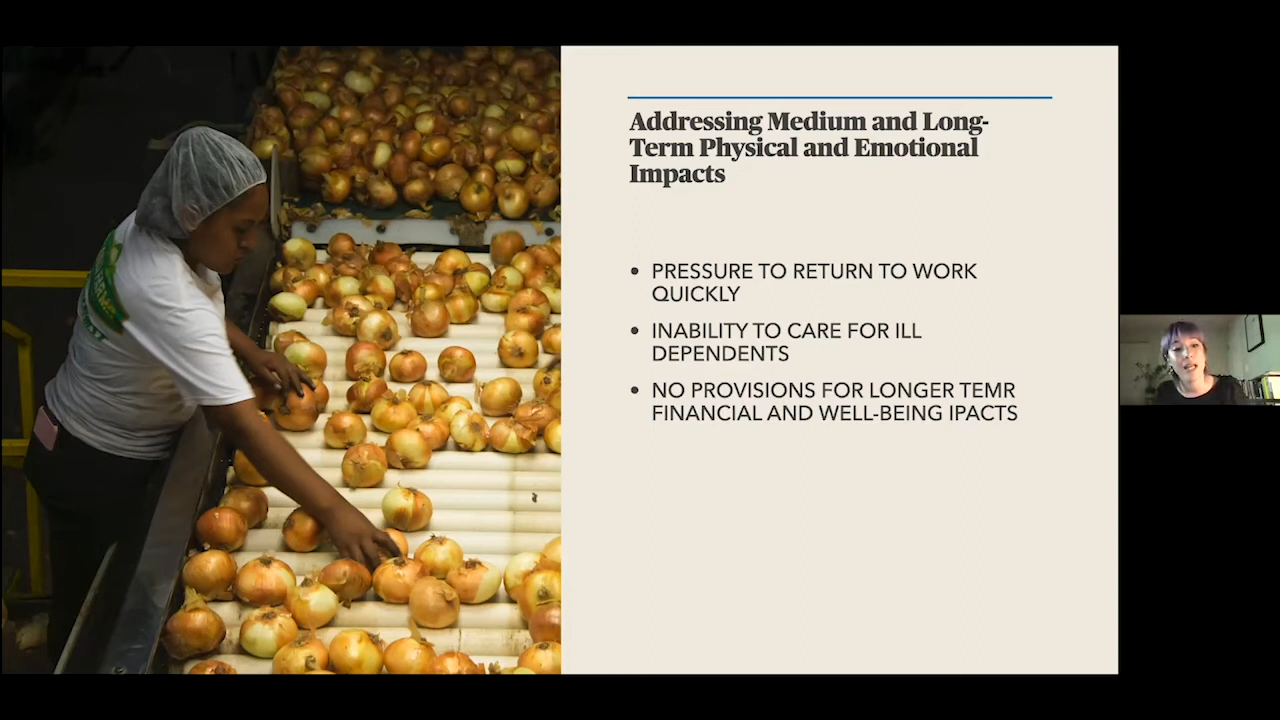 Addressing Medium and Long-
Term Physical and Emotional
Impacts
• PRESSURE TO RETURN TO WORK
QUICKLY
• INABILITY TO CARE FOR ILL
DEPENDENTS
• NO PROVISIONS FOR LONGER TEMR
FINANCIAL AND WELL-BEING IPACTS